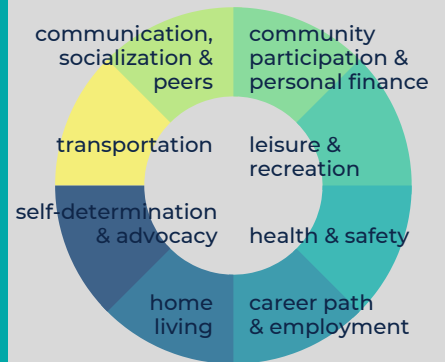 communication,
socialization &
peers
community
participation &
personal finance
transportation
leisure &
recreation
self-determination
& advocacy
health & safety
home
living
career path
& employment